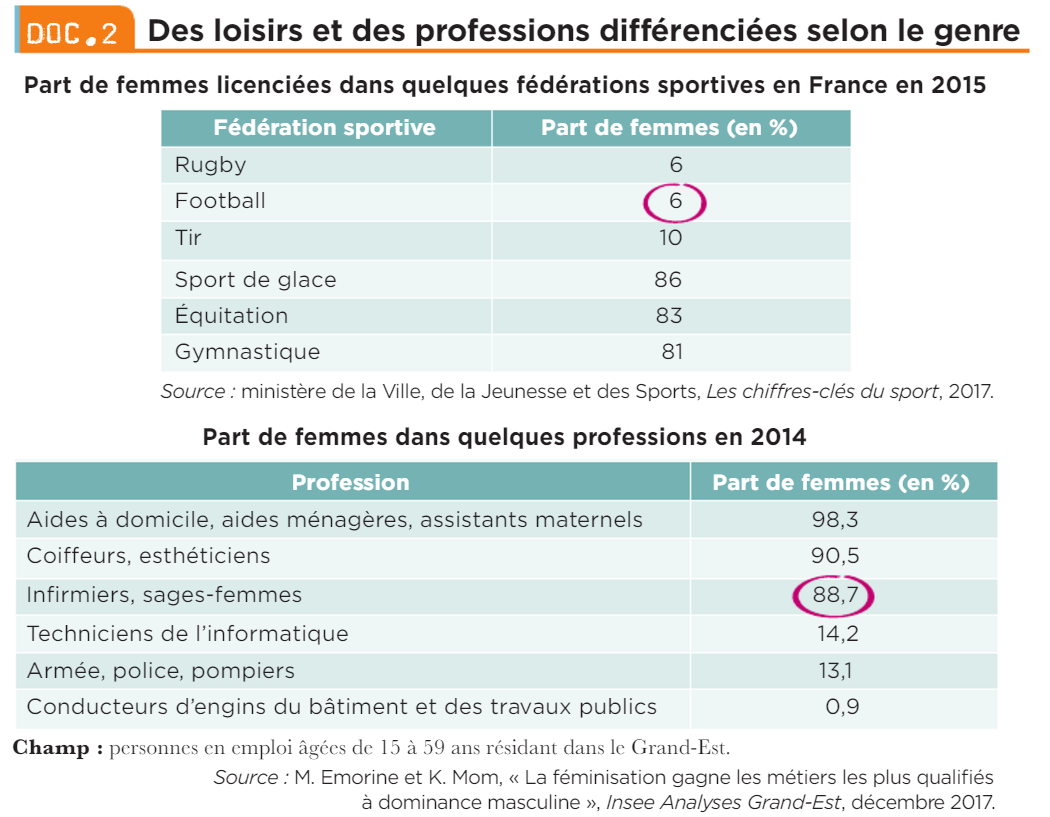 DOC.2 Des loisirs et des professions différenciées selon le genre
Part de femmes licenciées dans quelques fédérations sportives en France en 2015
Fédération sportive Part de femmes (en %)
Rugby 6
Football 6
Tir 10
Sport de glace 86
Équitation 83
Gymnastique 81
Source : ministère de la Ville, de la Jeunesse et des Sports, Les chiffres-clés du sport, 2017.
Part de femmes dans quelques professions en 2014
Profession Part de femmes (en %)
Aides à domicile, aides ménagères, assistants maternels 98,3
Coiffeurs, esthéticiens 90,5
Infirmiers, sages-femmes 88,7
Techniciens de l’informatique 14,2
Armée, police, pompiers 13,1
Conducteurs d’engins du bâtiment et des travaux publics 0,9
Champ : personnes en emploi âgées de 15 à 59 ans résidant dans le Grand-Est.
Source : M. Emorine et K. Mom, « La féminisation gagne les métiers les plus qualifiés
à dominance masculine », Insee Analyses Grand-Est, décembre 2017.